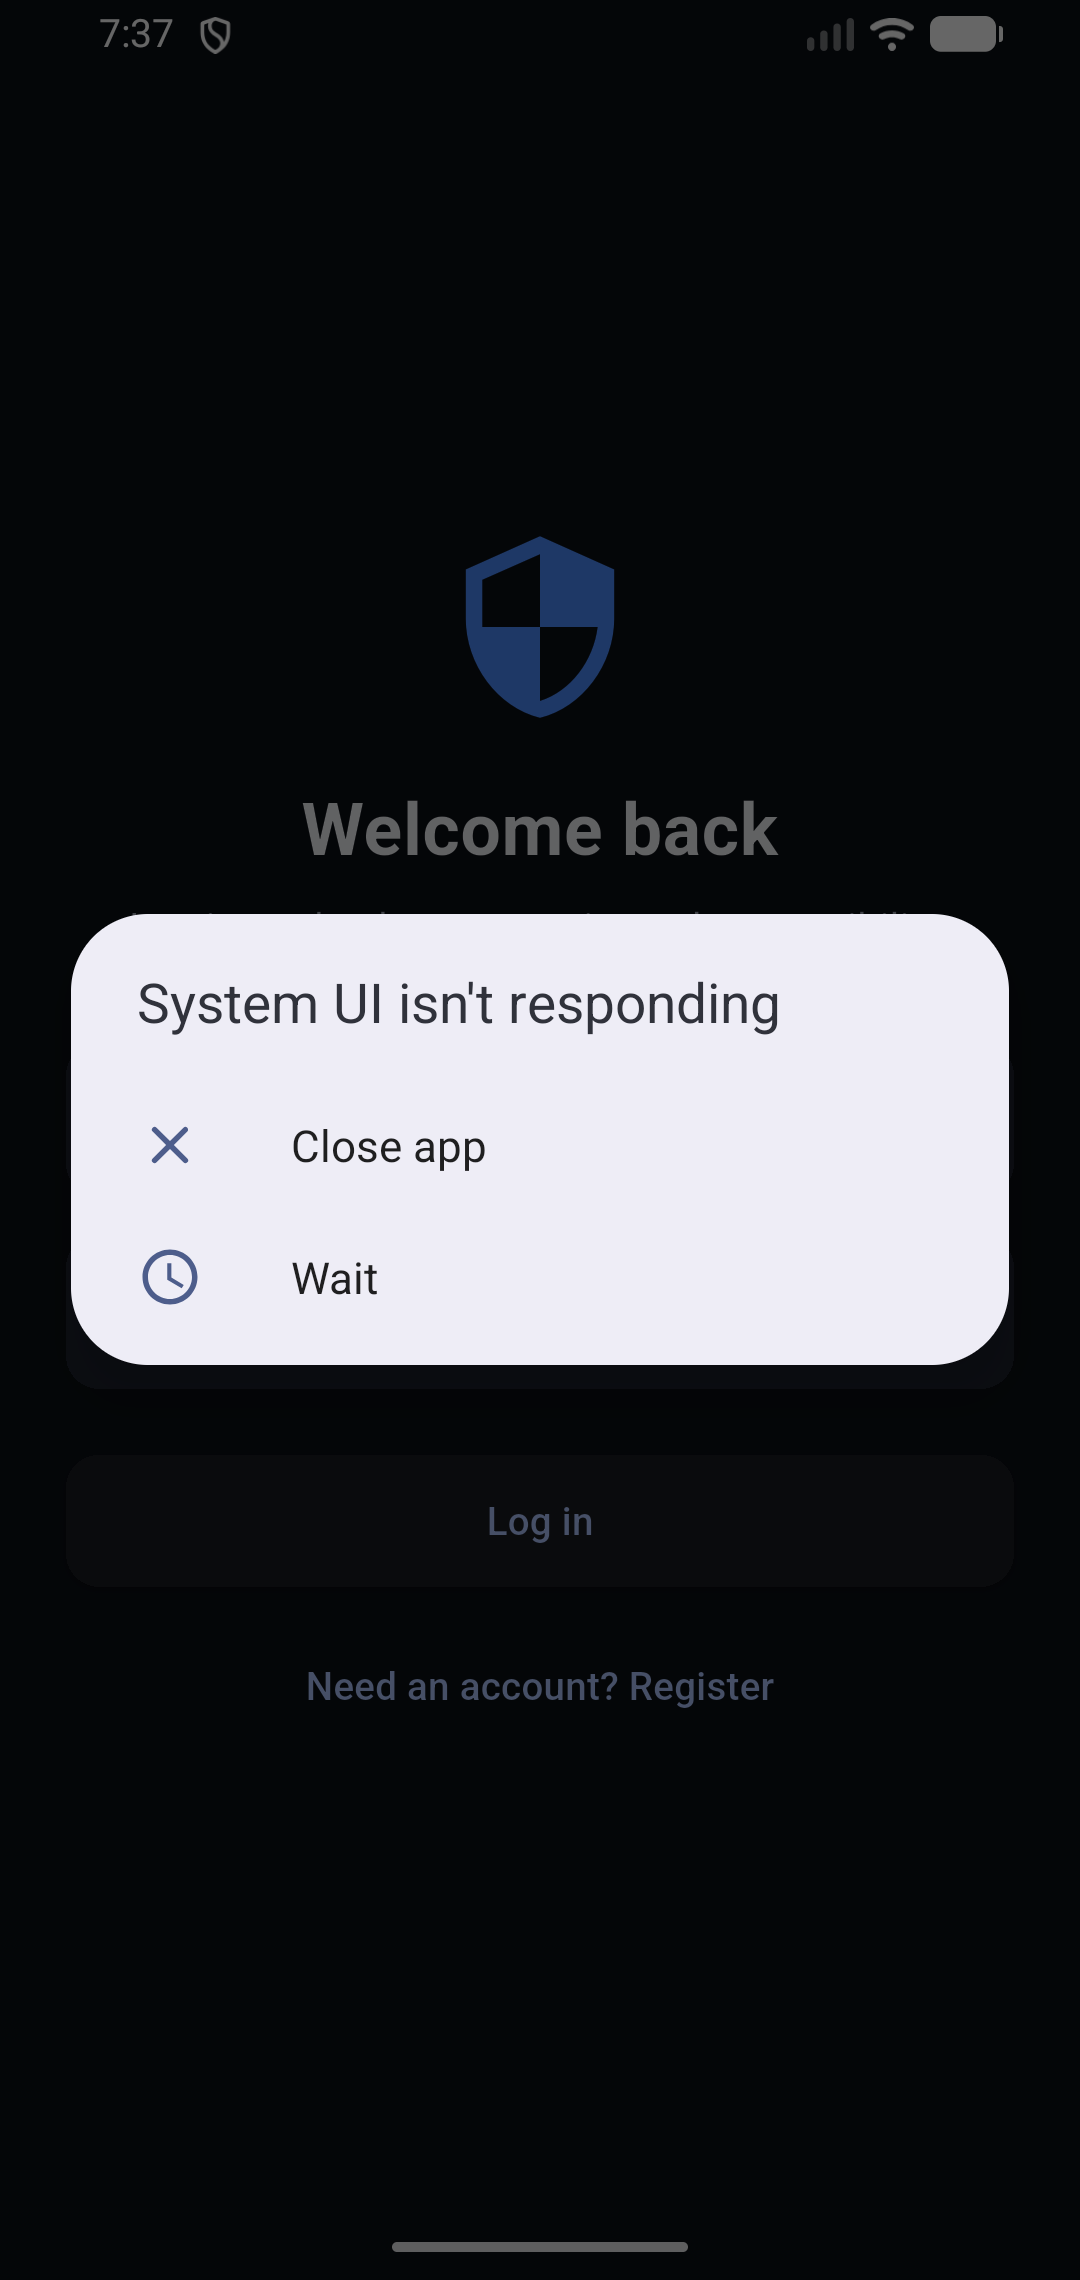 7:37
Welcome back
System UI isn't responding
Close app
Wait
Log in
Need an account? Register